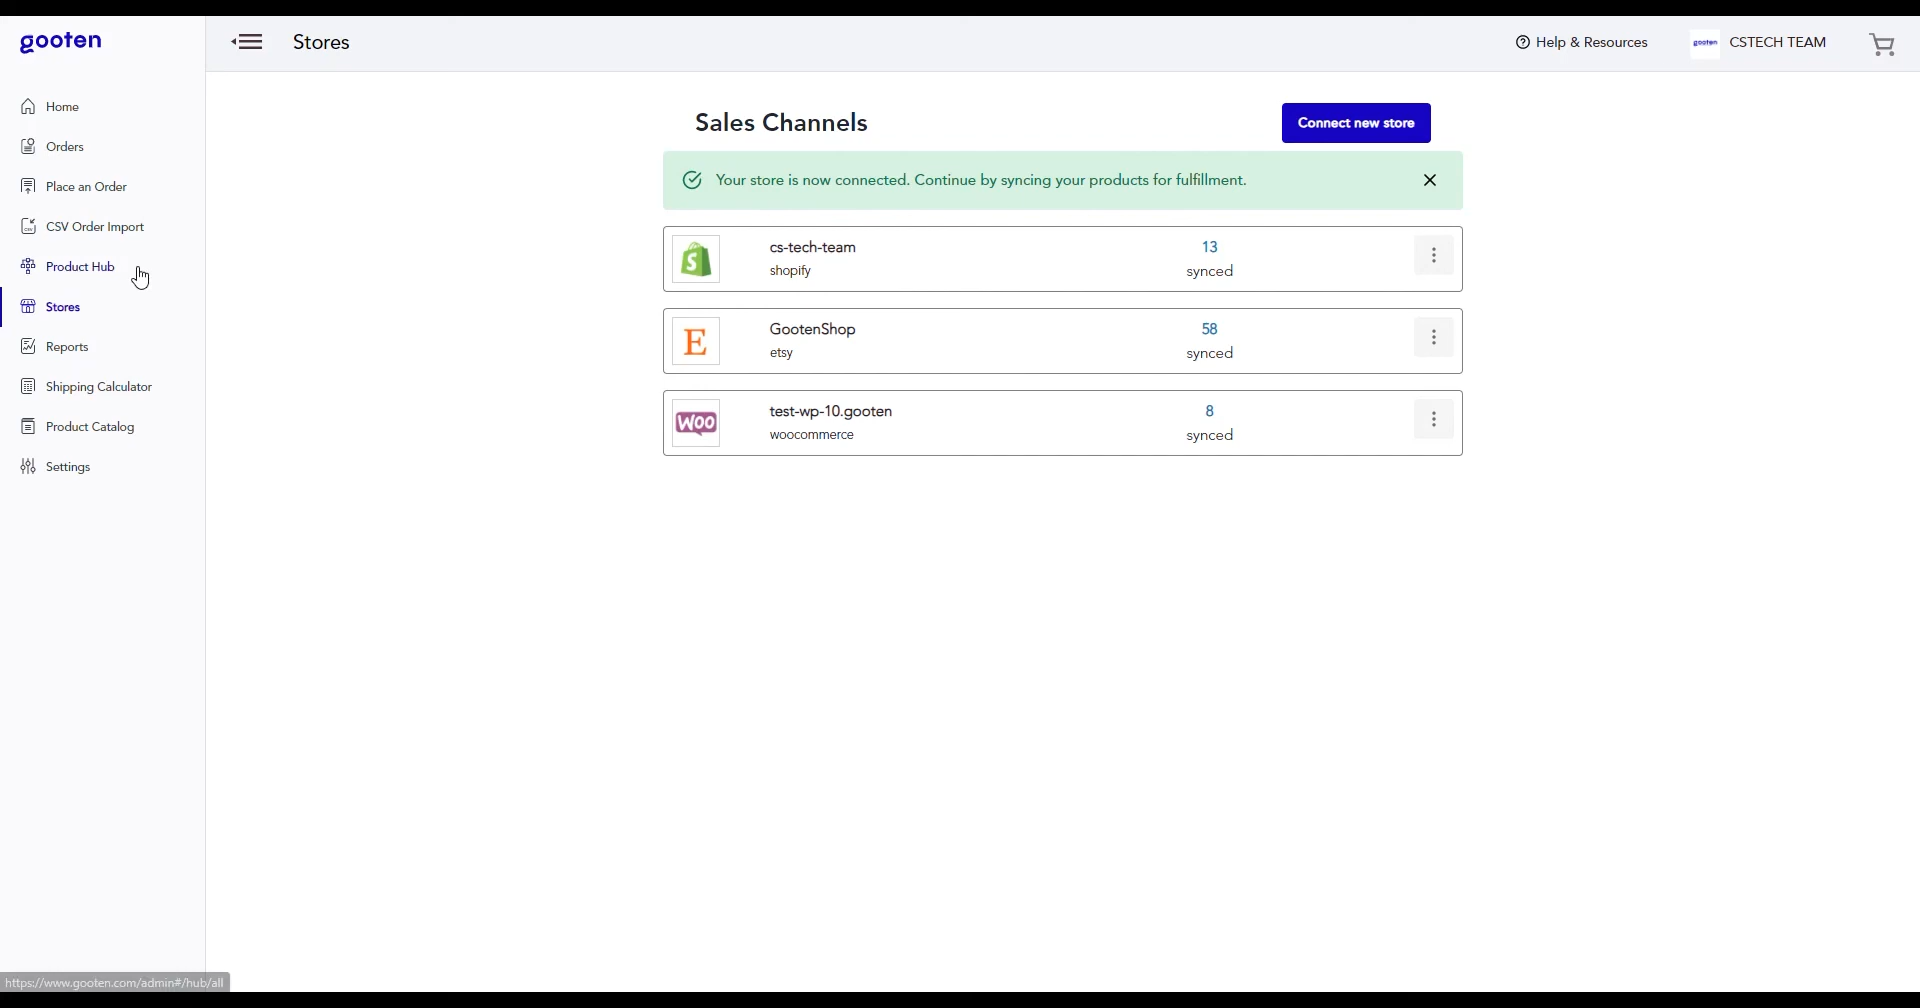 gooten
Stores
Help & Resources
gooten
CSTECH TEAM
Home
Orders
Place an Order
CSV Order Import
Product Hub
Stores
Reports
Shipping Calculator
Product Catalog
Settings
Sales Channels
Connect new store
Your store is now connected. Continue by syncing your products for fulfillment.
cs-tech-team
shopify
13
synced
E
GootenShop
etsy
58
synced
WOO
test-wp-10.gooten
woocommerce
8
synced
https://www.gooten.com/admin#/hub/all